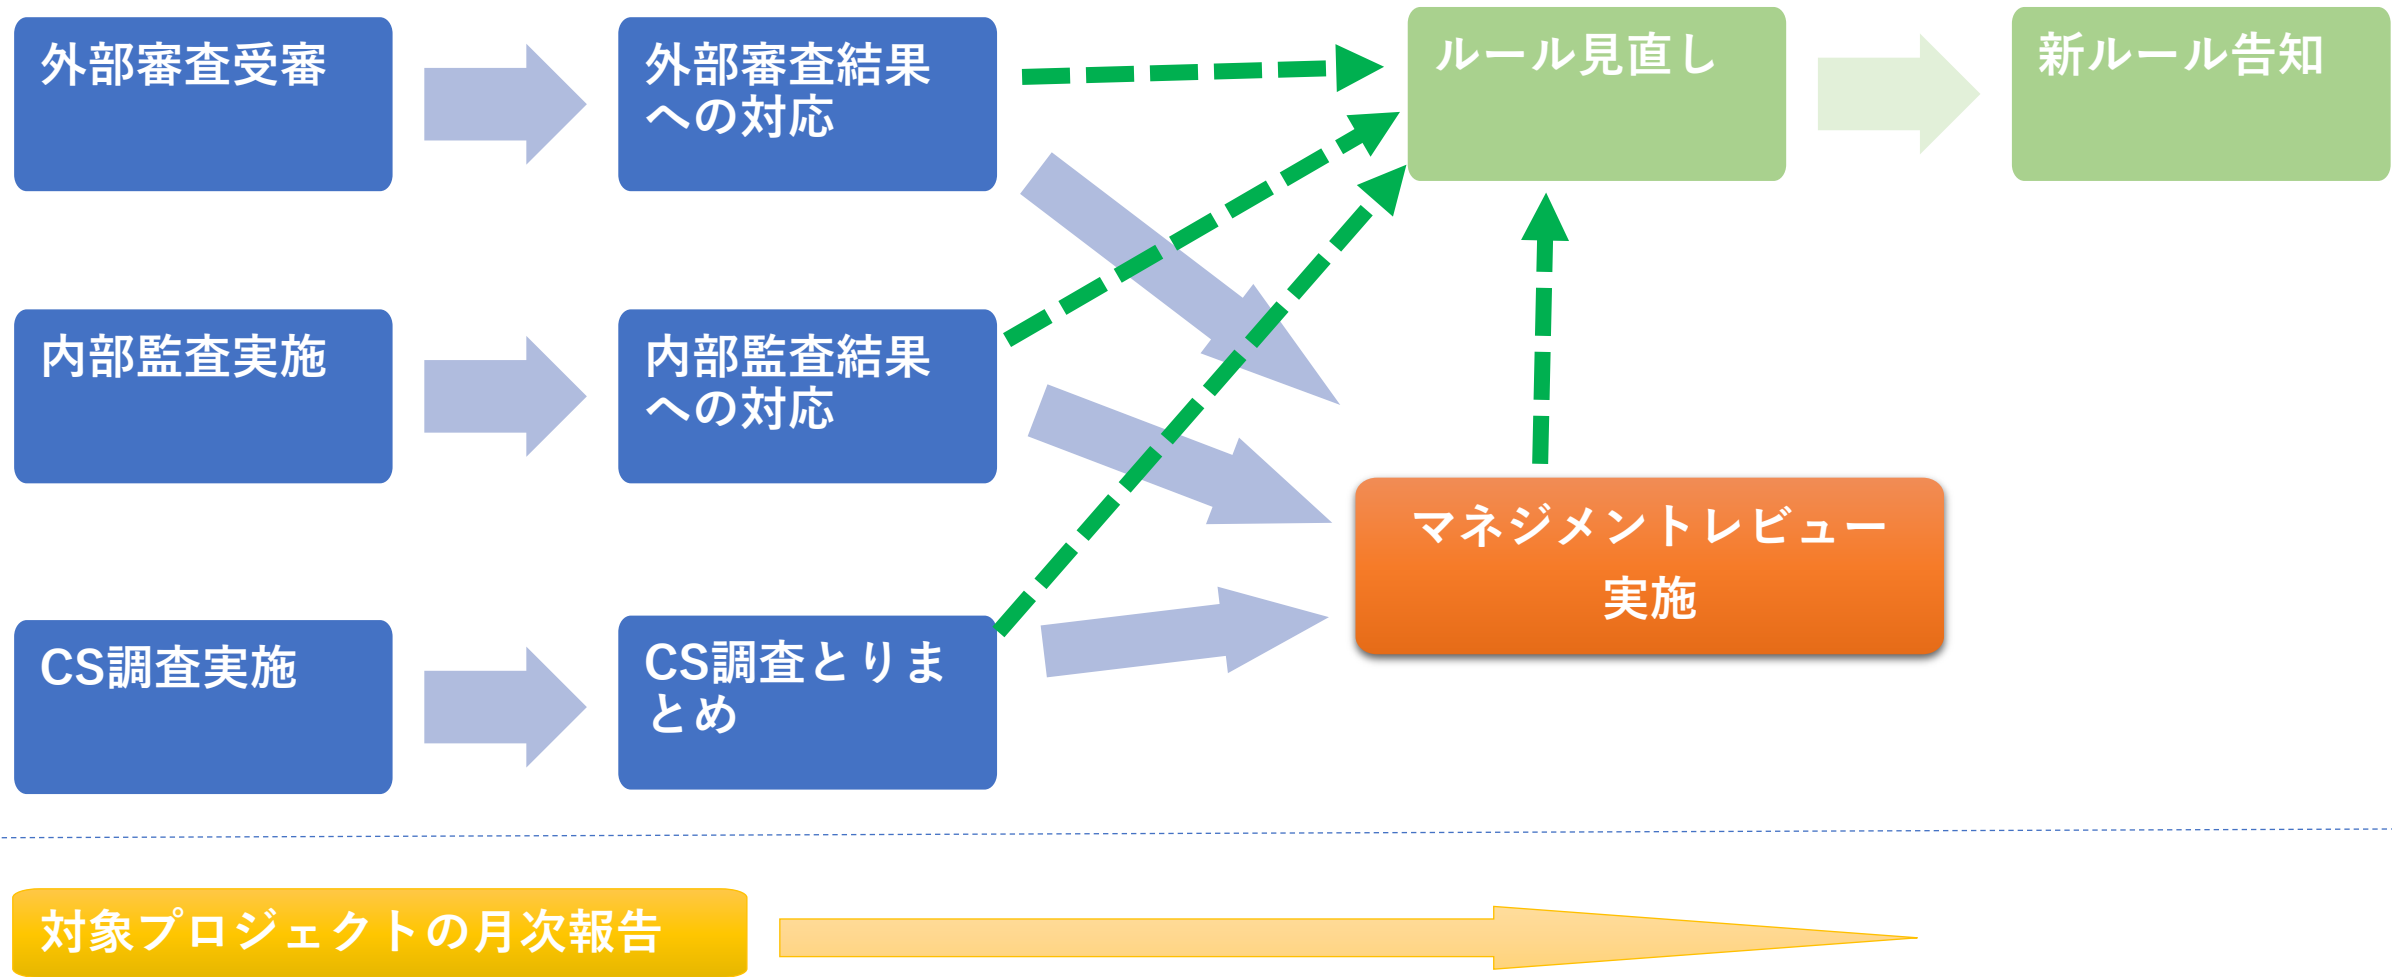 外部審査受審
外部審査結果
への対応
ルール見直し
新ルール告知
内部監査実施
内部監査結果
への対応
マネジメントレビュー
実施
CS調査実施
CS調査とりま
とめ
対象プロジェクトの月次報告